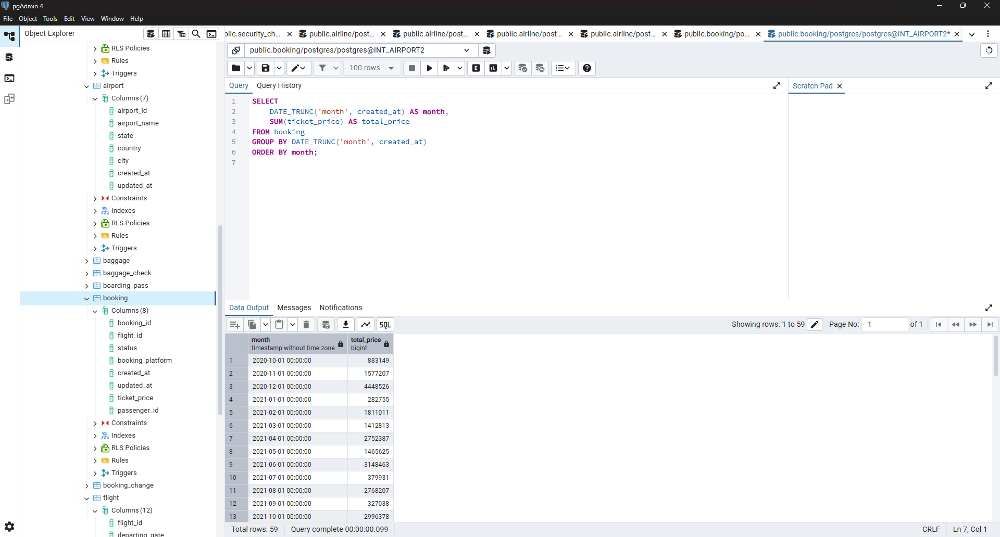 pgAdmin 4
File Object Tools Edit View Window Help
Object Explorer
blic.security_ch... public.airline/post... public.airline/post... public.airline/post... public.airline/post... public.booking/po... public.booking/postgres/postgres@INT_AIRPORT2*
public.booking/postgres/postgres@INT_AIRPORT2
100 rows
E
Query Query History
Scratch Pad
1 SELECT
2 DATE_TRUNC('month', created_at) AS month,
3 SUM(ticket_price) AS total_price
4 FROM booking
5 GROUP BY DATE_TRUNC('month', created_at)
6 ORDER BY month;
7
RLS Policies
Rules
Triggers
airport
Columns (7)
airport_id
airport_name
state
country
city
created_at
updated_at
Constraints
Indexes
RLS Policies
Rules
Triggers
baggage
baggage_check
boarding_pass
booking
Columns (8)
booking_id
flight_id
status
booking_platform
created_at
updated_at
ticket_price
passenger_id
Constraints
Indexes
RLS Policies
Rules
Triggers
booking_change
flight
Columns (12)
flight_id
departing_gate
Data Output Messages Notifications
SQL
Showing rows: 1 to 59 Page No: 1 of 1
month total_price
timestamp without time zone bigint
1 2020-10-01 00:00:00 883149
2 2020-11-01 00:00:00 1577207
3 2020-12-01 00:00:00 4448526
4 2021-01-01 00:00:00 282755
5 2021-02-01 00:00:00 1811011
6 2021-03-01 00:00:00 1412813
7 2021-04-01 00:00:00 2752387
8 2021-05-01 00:00:00 1465625
9 2021-06-01 00:00:00 3148463
10 2021-07-01 00:00:00 379931
11 2021-08-01 00:00:00 2768207
12 2021-09-01 00:00:00 327038
13 2021-10-01 00:00:00 2996378
Total rows: 59 Query complete 00:00:00.099 CRLF Ln 7, Col 1